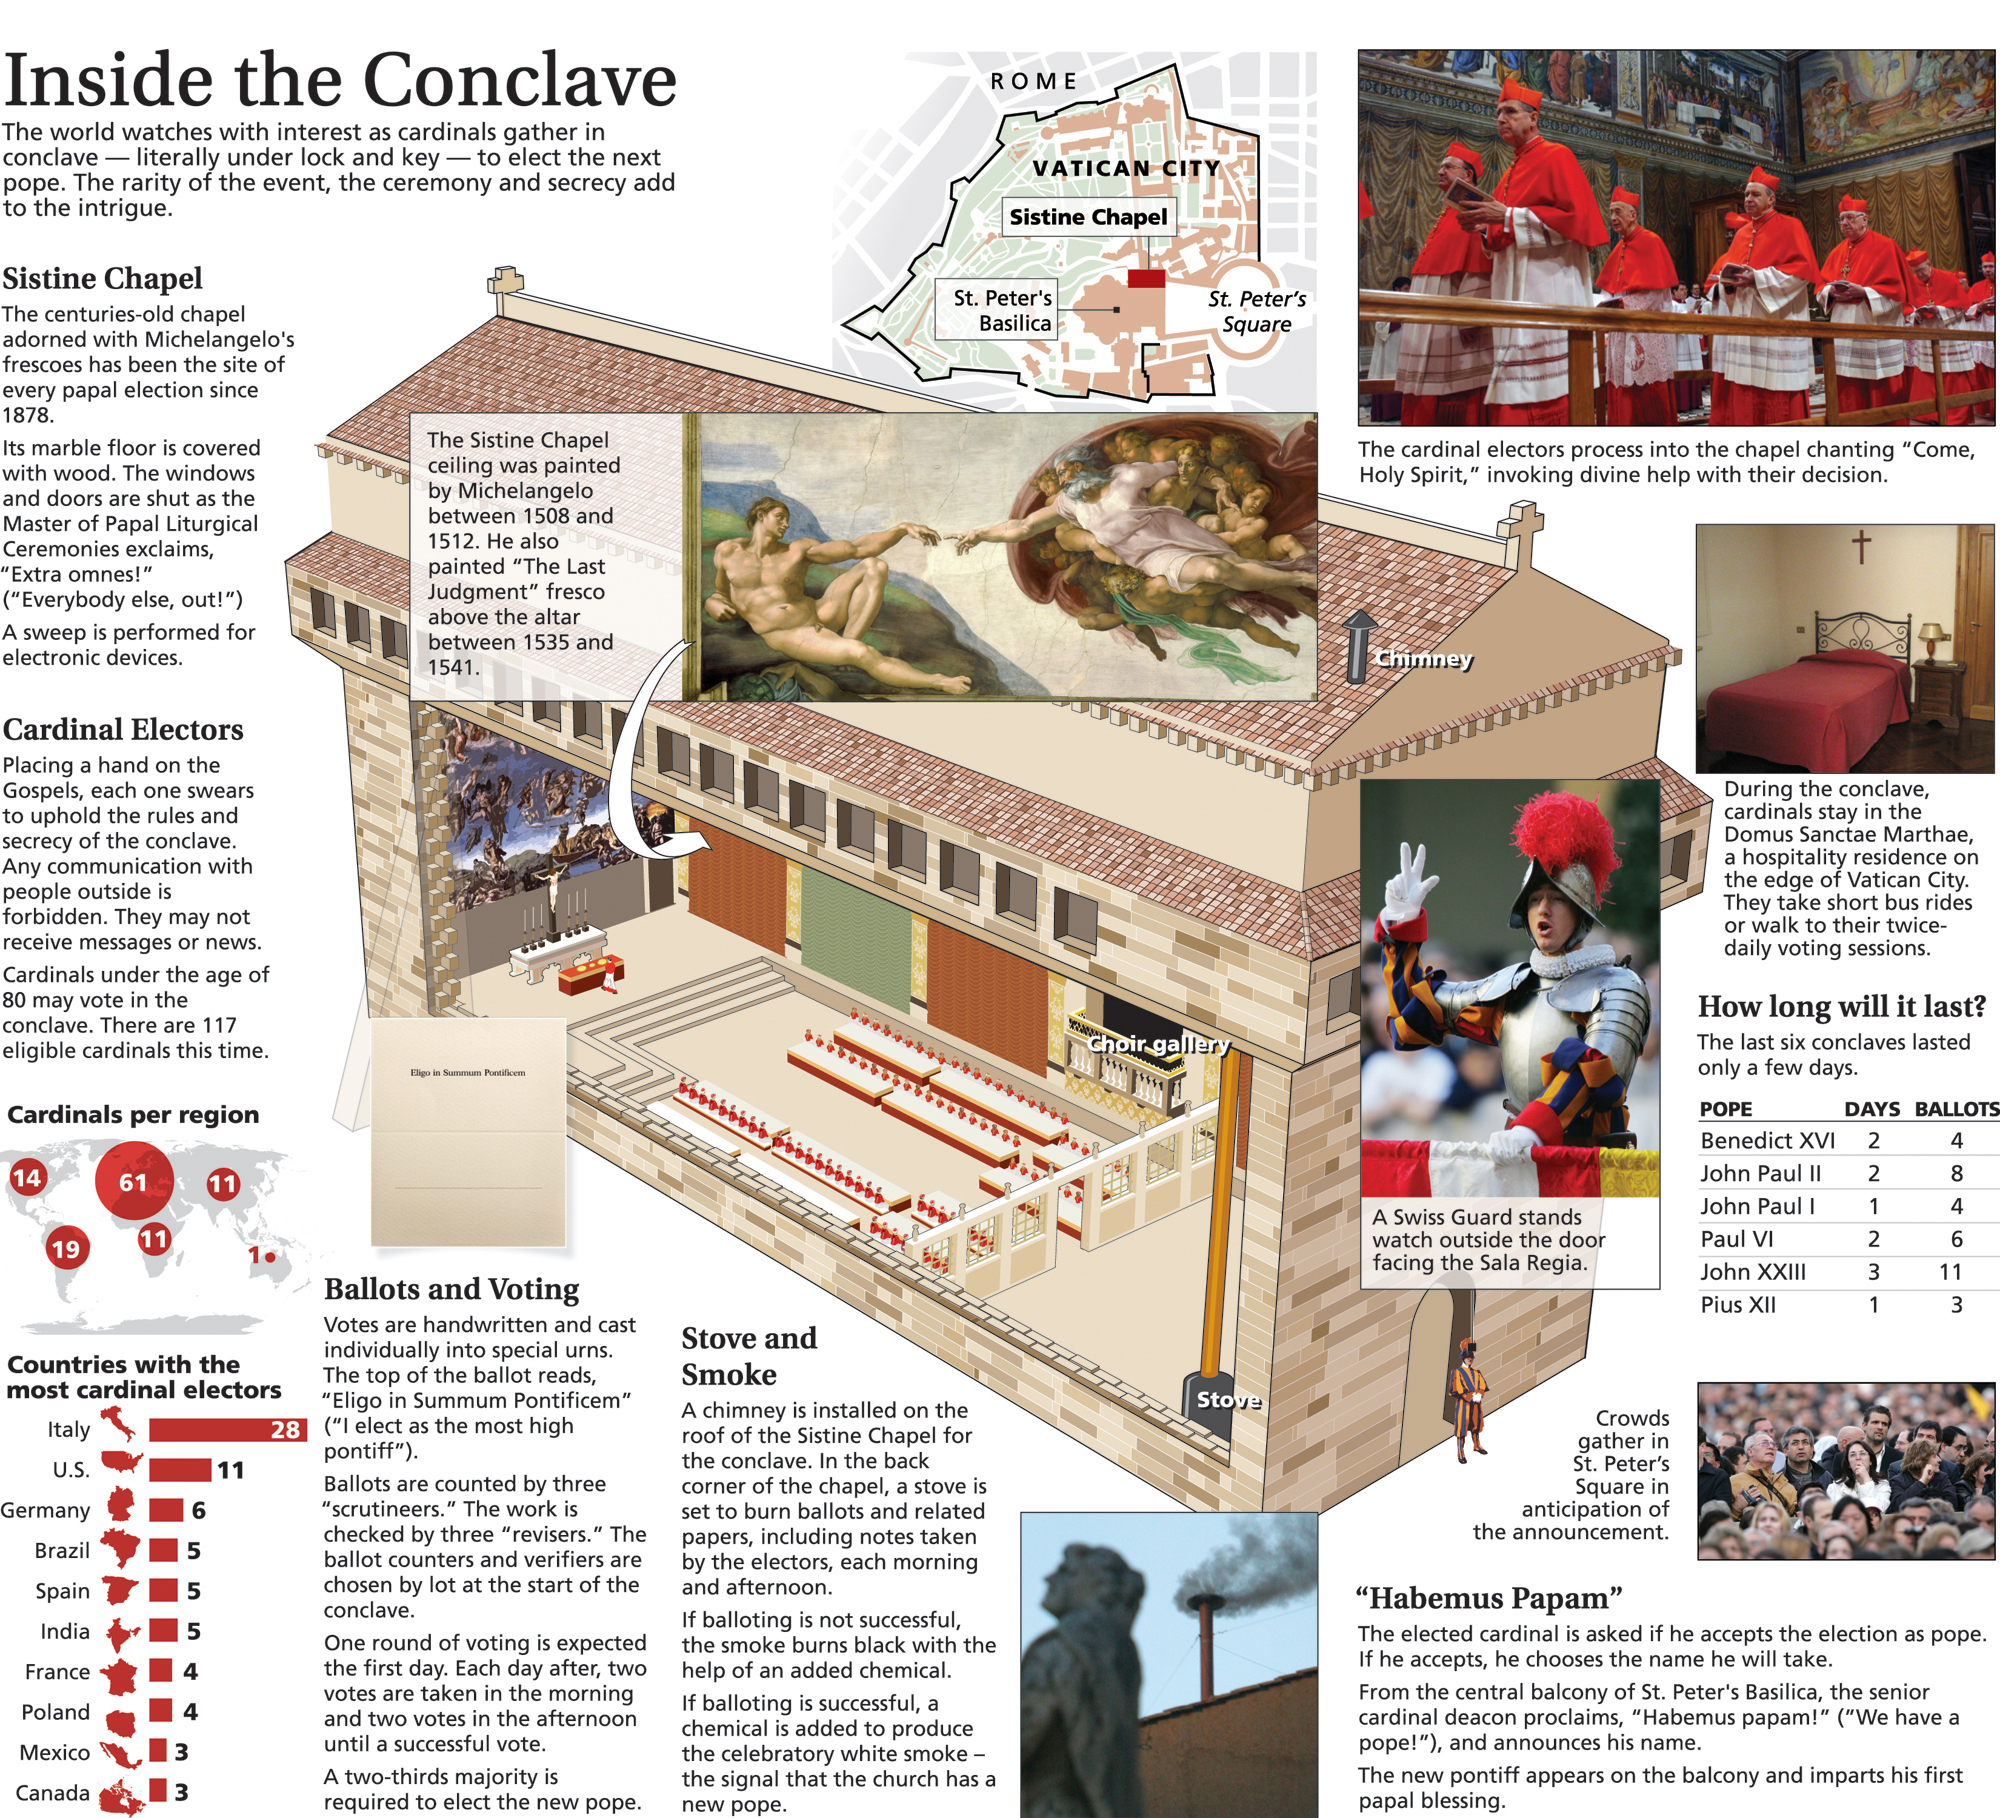 Inside the Conclave
The world watches with interest as cardinals gather in
conclave — literally under lock and key — to elect the next
pope. The rarity of the event, the ceremony and secrecy add
to the intrigue.
ROME
VATICAN CITY
Sistine Chapel
St. Peter's
Basilica
St. Peter’s
Square
Sistine Chapel
The centuries-old chapel
adorned with Michelangelo's
frescoes has been the site of
every papal election since
1878.
Its marble floor is covered
with wood. The windows
and doors are shut as the
Master of Papal Liturgical
Ceremonies exclaims,
“Extra omnes!”
(“Everybody else, out!”)
A sweep is performed for
electronic devices.
The Sistine Chapel
ceiling was painted
by Michelangelo
between 1508 and
1512. He also
painted “The Last
Judgment” fresco
above the altar
between 1535 and
1541.
The cardinal electors process into the chapel chanting “Come,
Holy Spirit,” invoking divine help with their decision.
Chimney
During the conclave,
cardinals stay in the
Domus Sanctae Marthae,
a hospitality residence on
the edge of Vatican City.
They take short bus rides
or walk to their twice-
daily voting sessions.
Cardinal Electors
Placing a hand on the
Gospels, each one swears
to uphold the rules and
secrecy of the conclave.
Any communication with
people outside is
forbidden. They may not
receive messages or news.
Cardinals under the age of
80 may vote in the
conclave. There are 117
eligible cardinals this time.
Choir gallery
Eligo in Summum Pontificem
A Swiss Guard stands
watch outside the door
facing the Sala Regia.
How long will it last?
The last six conclaves lasted
only a few days.
POPE DAYS BALLOTS
Benedict XVI 2 4
John Paul II 2 8
John Paul I 1 4
Paul VI 2 6
John XXIII 3 11
Pius XII 1 3
Cardinals per region
14
61
11
19
11
1
Countries with the
most cardinal electors
Italy 28
U.S. 11
Germany 6
Brazil 5
Spain 5
India 5
France 4
Poland 4
Mexico 3
Canada 3
Ballots and Voting
Votes are handwritten and cast
individually into special urns.
The top of the ballot reads,
“Eligo in Summum Pontificem”
(“I elect as the most high
pontiff”).
Ballots are counted by three
“scrutineers.” The work is
checked by three “revisers.” The
ballot counters and verifiers are
chosen by lot at the start of the
conclave.
One round of voting is expected
the first day. Each day after, two
votes are taken in the morning
and two votes in the afternoon
until a successful vote.
A two-thirds majority is
required to elect the new pope.
Stove and
Smoke
A chimney is installed on the
roof of the Sistine Chapel for
the conclave. In the back
corner of the chapel, a stove is
set to burn ballots and related
papers, including notes taken
by the electors, each morning
and afternoon.
If balloting is not successful,
the smoke burns black with the
help of an added chemical.
If balloting is successful, a
chemical is added to produce
the celebratory white smoke –
the signal that the church has a
new pope.
Stove
Crowds
gather in
St. Peter’s
Square in
anticipation of
the announcement.
“Habemus Papam”
The elected cardinal is asked if he accepts the election as pope.
If he accepts, he chooses the name he will take.
From the central balcony of St. Peter's Basilica, the senior
cardinal deacon proclaims, “Habemus papam!” (“We have a
pope!”), and announces his name.
The new pontiff appears on the balcony and imparts his first
papal blessing.